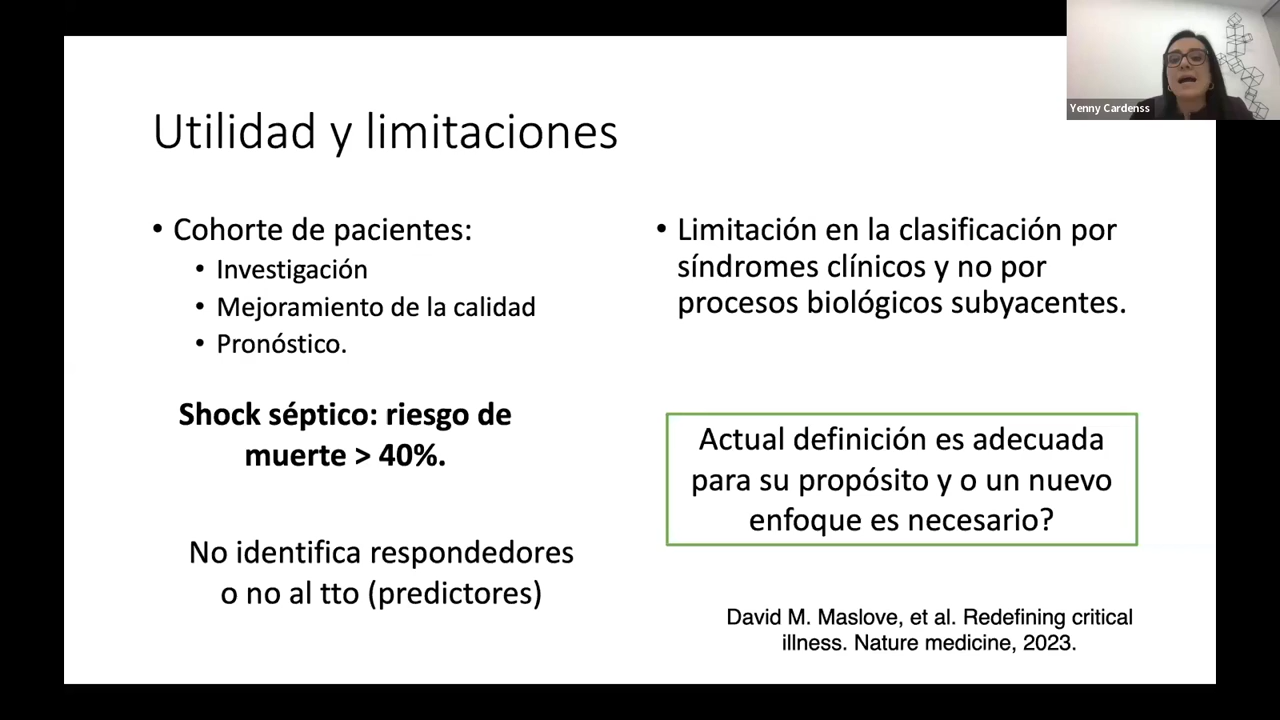 Utilidad y limitaciones
• Cohorte de pacientes:
• Investigación
• Mejoramiento de la calidad
• Pronóstico.
Shock séptico: riesgo de
muerte > 40%.
No identifica respondedores
o no al tto (predictores)
• Limitación en la clasificación por
síndromes clínicos y no por
procesos biológicos subyacentes.
Actual definición es adecuada
para su propósito y o un nuevo
enfoque es necesario?
David M. Maslove, et al. Redefining critical
illness. Nature medicine, 2023.
Yenny Cardenss